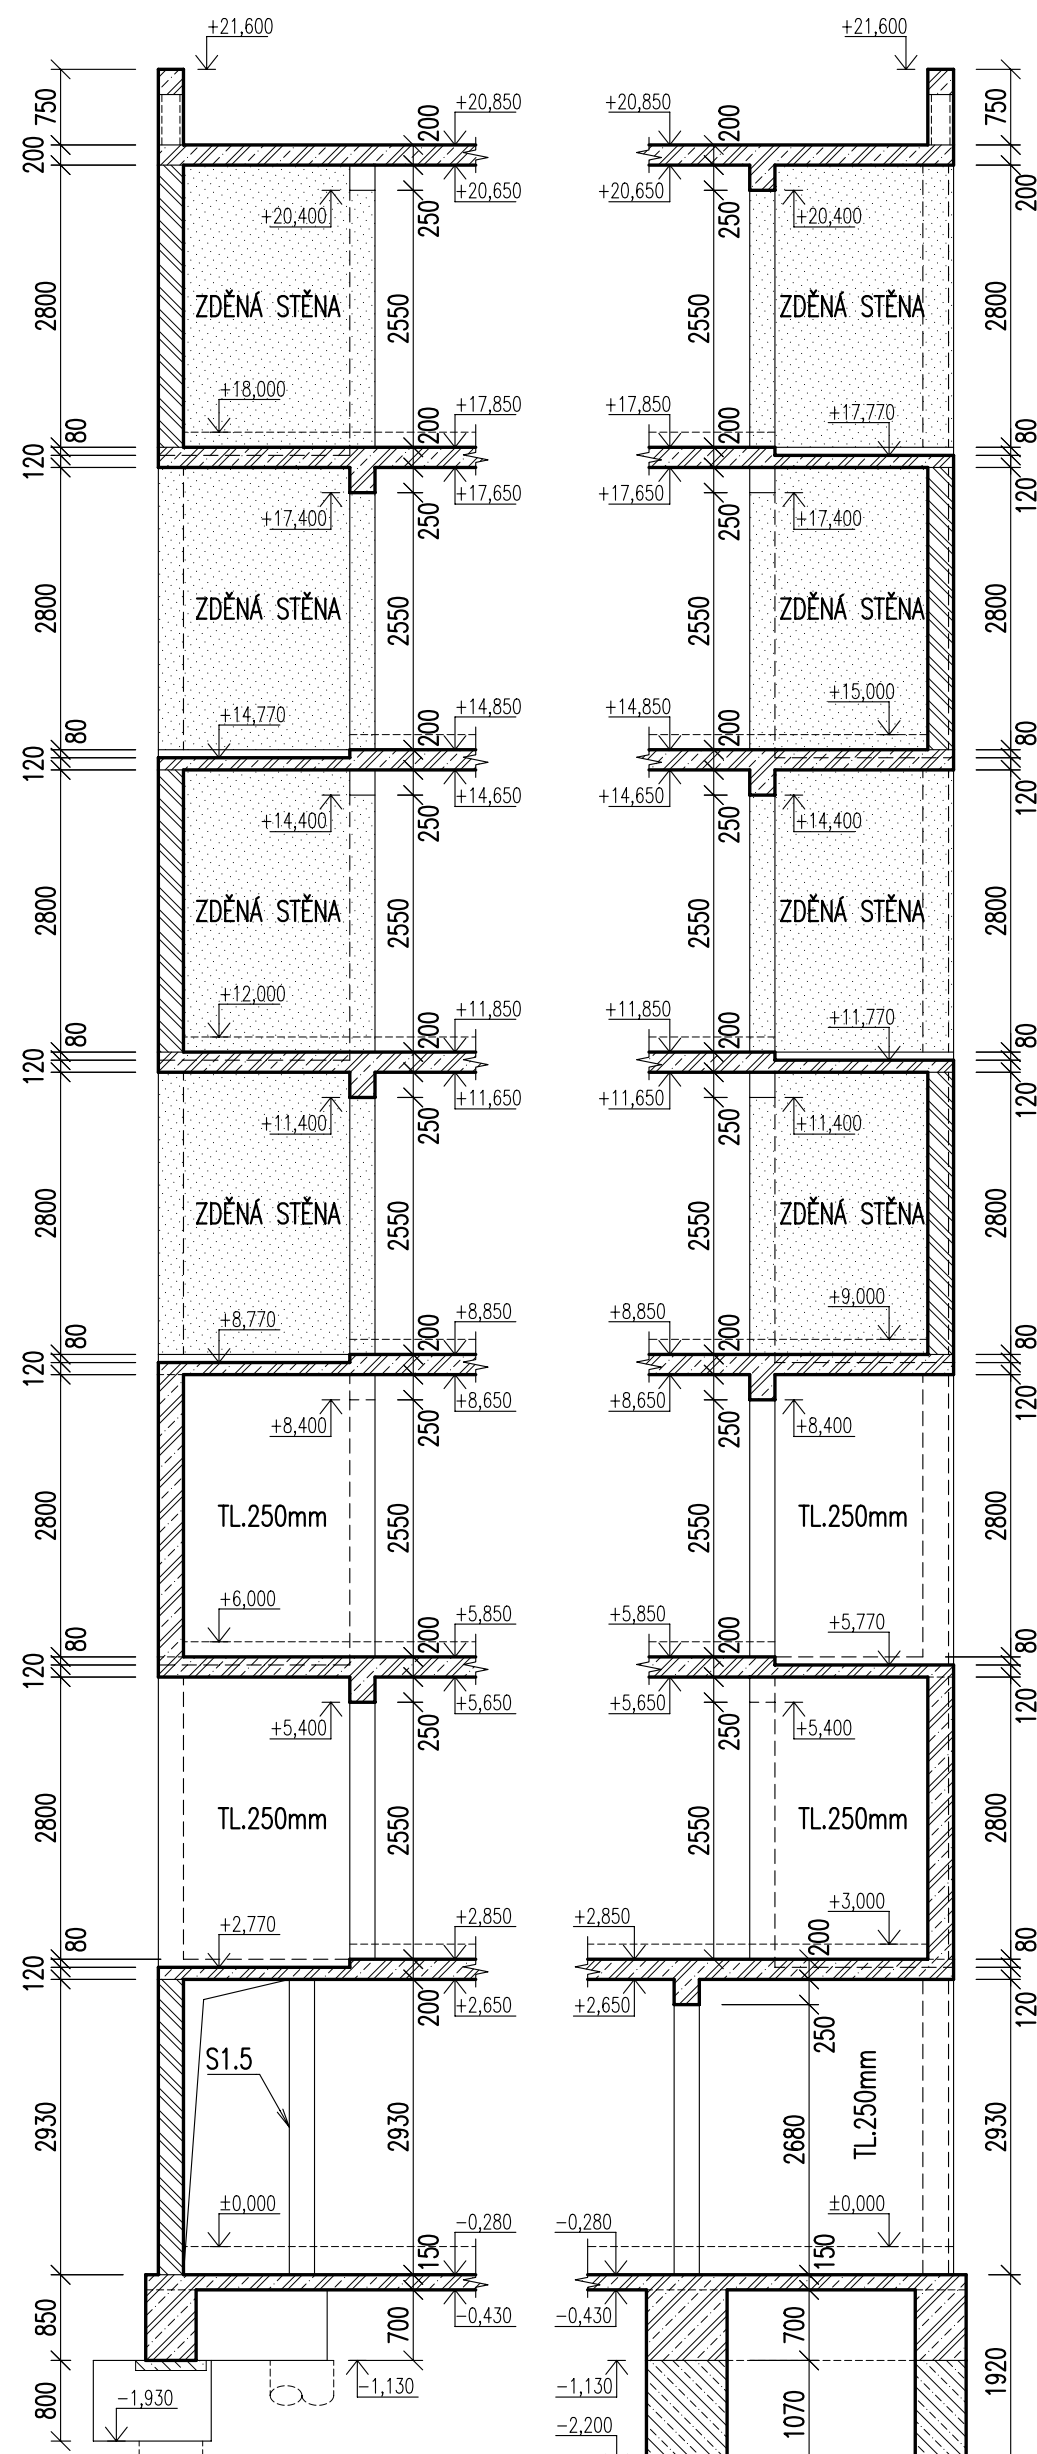 +21,600 +21,600
750 200 +20,850 +20,850 200 750
200 +20,400 250 +20,650 +20,650 250 +20,400 200
2800 ZDĚNÁ STĚNA 2550 2550 ZDĚNÁ STĚNA 2800
80 +18,000 200 +17,850 +17,850 200 +17,770 80
120 +17,400 250 +17,650 +17,650 250 +17,400 120
2800 ZDĚNÁ STĚNA 2550 2550 ZDĚNÁ STĚNA 2800
80 +14,770 200 +14,850 +14,850 200 +15,000 80
120 +14,400 250 +14,650 +14,650 250 +14,400 120
2800 ZDĚNÁ STĚNA 2550 2550 ZDĚNÁ STĚNA 2800
80 +12,000 200 +11,850 +11,850 200 +11,770 80
120 +11,400 250 +11,650 +11,650 250 +11,400 120
2800 ZDĚNÁ STĚNA 2550 2550 ZDĚNÁ STĚNA 2800
80 +8,770 200 +8,850 +8,850 200 +9,000 80
120 +8,400 250 +8,650 +8,650 250 +8,400 120
2800 TL.250mm 2550 2550 TL.250mm 2800
80 +6,000 200 +5,850 +5,850 200 +5,770 80
120 +5,400 250 +5,650 +5,650 250 +5,400 120
2800 TL.250mm 2550 2550 TL.250mm 2800
80 +2,770 +2,850 +2,850 200 +3,000 80
120 200 +2,650 +2,650 250 120
S1.5
2930 2930 2680 TL.250mm 2930
±0,000 150 -0,280 -0,280 150 ±0,000
850 700 -0,430 -0,430 700
800 -1,930 -1,130 -1,130 1070 1920
-2,200